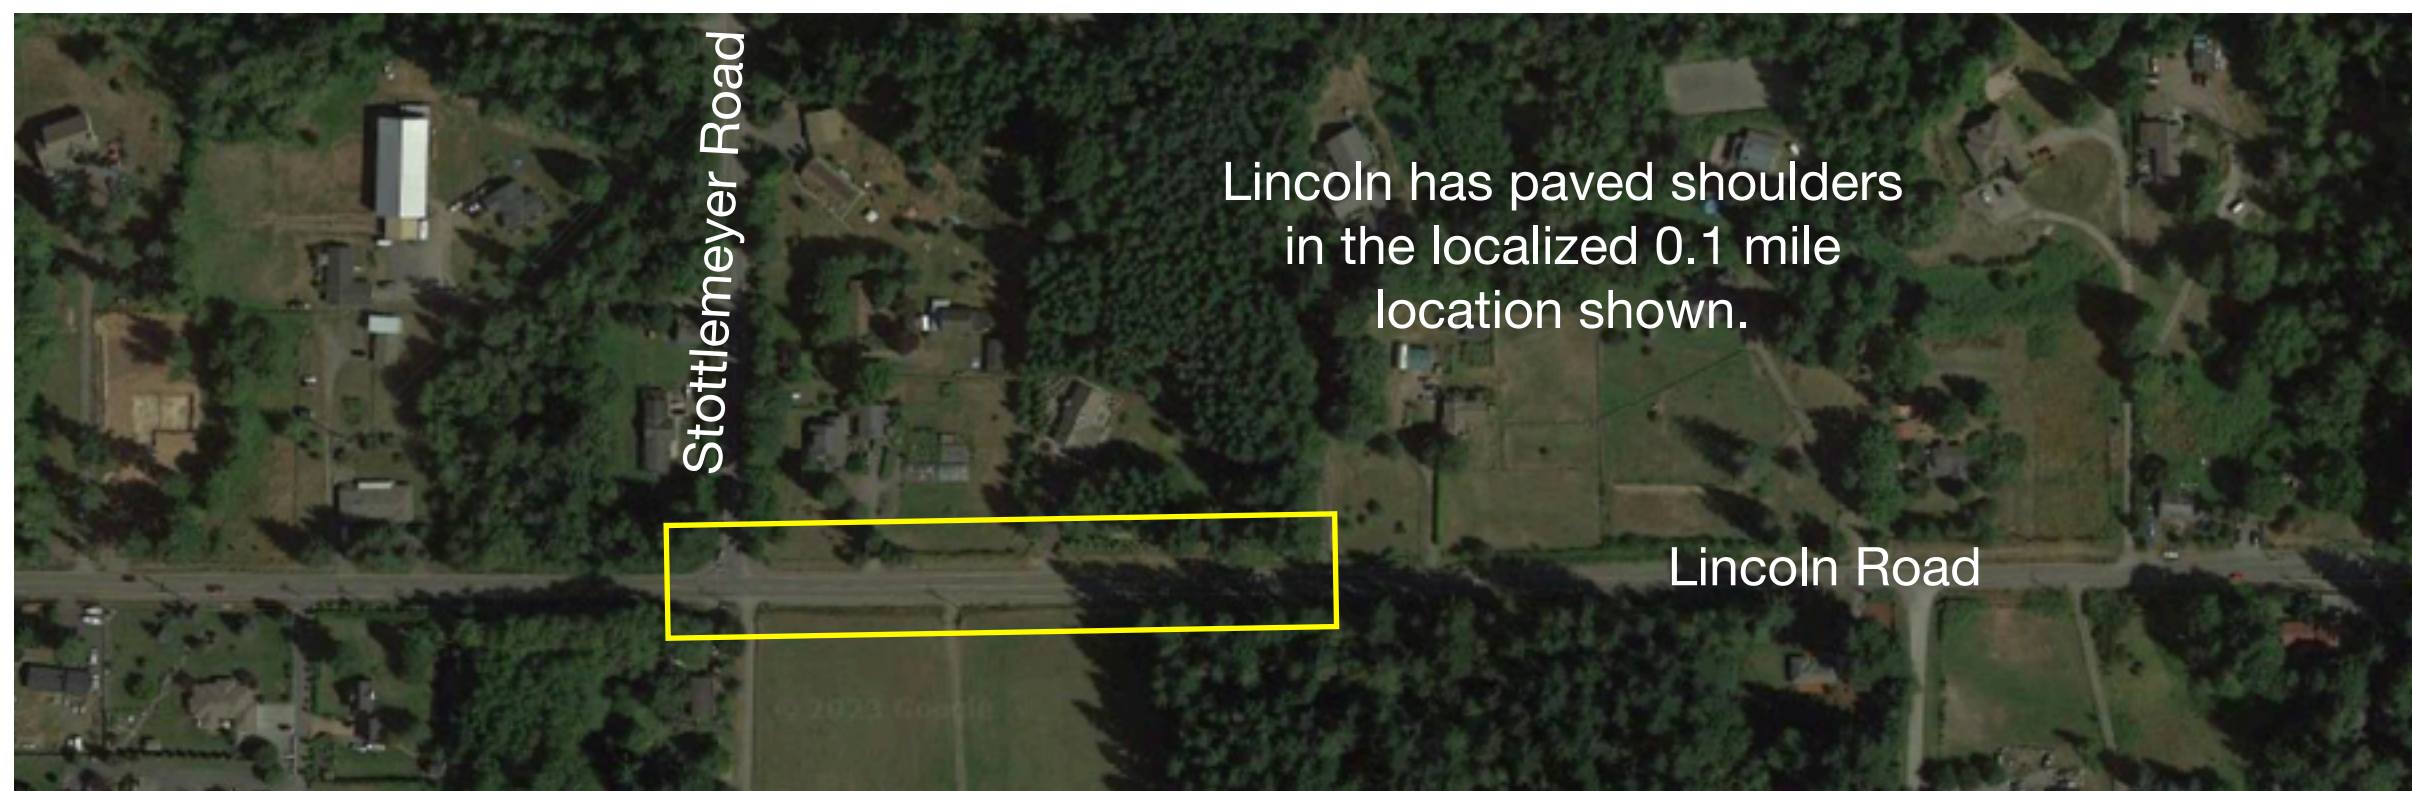 Stottlemeyer Road
Lincoln has paved shoulders
in the localized 0.1 mile
location shown.
Lincoln Road
© 2023 Google